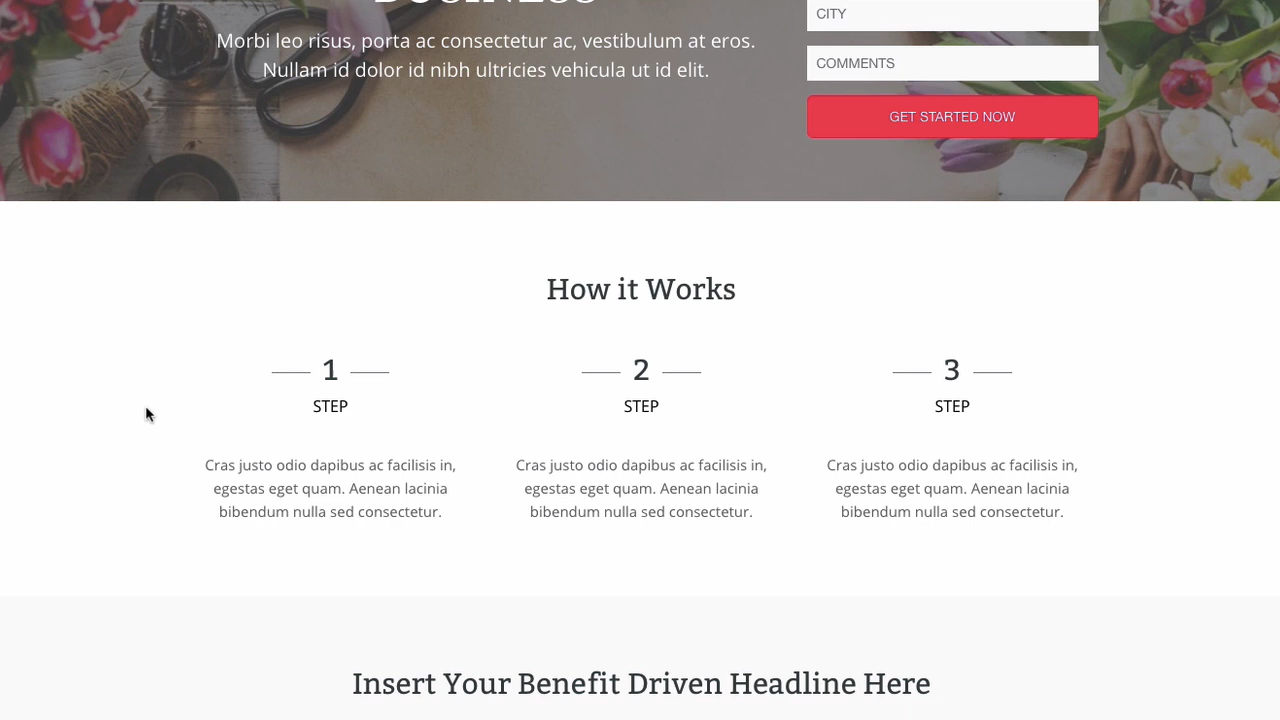 Morbi leo risus, porta ac consectetur ac, vestibulum at eros.
Nullam id dolor id nibh ultricies vehicula ut id elit.
CITY
COMMENTS
GET STARTED NOW
How it Works
1
STEP
Cras justo odio dapibus ac facilisis in,
egestas eget quam. Aenean lacinia
bibendum nulla sed consectetur.
2
STEP
Cras justo odio dapibus ac facilisis in,
egestas eget quam. Aenean lacinia
bibendum nulla sed consectetur.
3
STEP
Cras justo odio dapibus ac facilisis in,
egestas eget quam. Aenean lacinia
bibendum nulla sed consectetur.
Insert Your Benefit Driven Headline Here